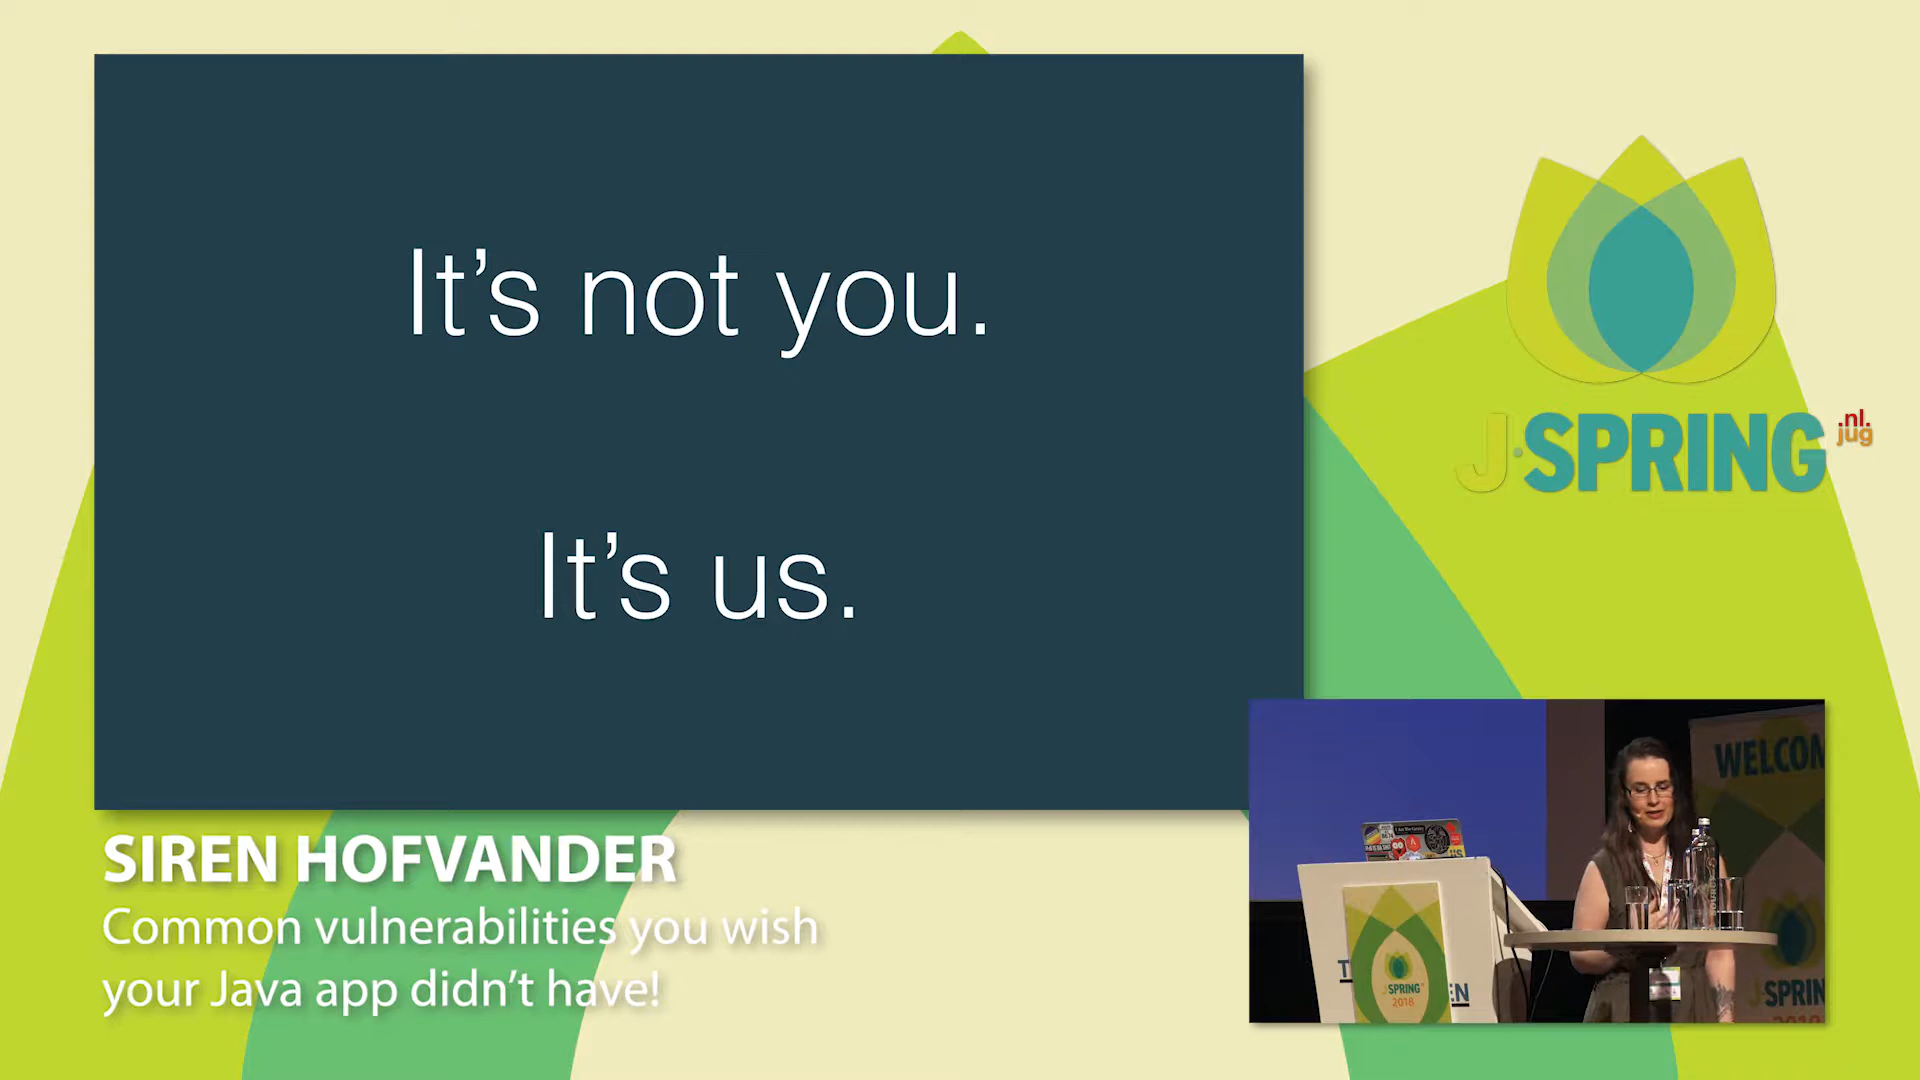 It’s not you.
It’s us.
J·SPRING
.nl.
jug
SIREN HOFVANDER
Common vulnerabilities you wish
your Java app didn’t have!
WELCOM
J·SPRING
2018
SPRIN
2018